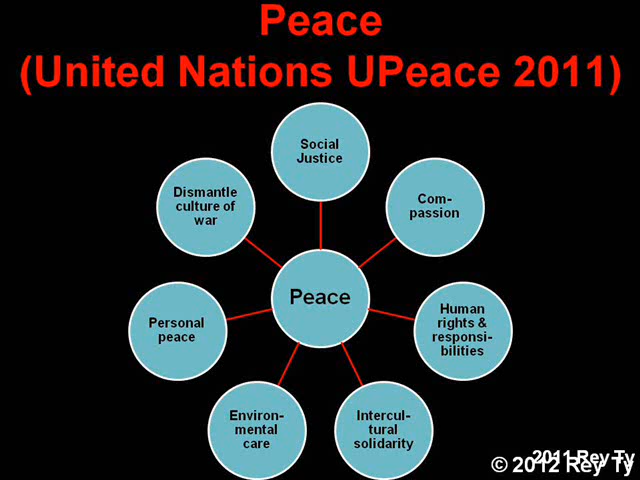 Peace
(United Nations UPeace 2011)
Social
Justice
Dismantle
culture of
war
Com-
passion
Peace
Personal
peace
Human
rights &
responsi-
bilities
Environ-
mental
care
Intercul-
tural
solidarity
2011 Rey Ty
© 2012 Rey Ty